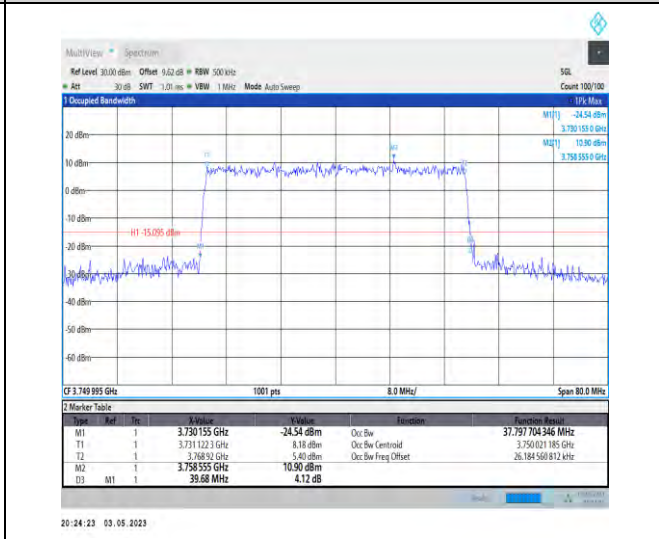 MultiView Spectrum
Ref Level 30.00 dBm Offset 9.62 dB RBW 500 kHz SGL
Att 30 dB SWT 1.01 ms VBW 1 MHz Mode Auto Sweep Count 100/100
1 Occupied Bandwidth 1Pk Max
M1[1] -24.54 dBm
3.730 155 0 GHz
M2[1] 10.90 dBm
3.758 555 0 GHz
20 dBm
10 dBm
0 dBm
-10 dBm
H1 -15.095 dBm
-20 dBm
-30 dBm
-40 dBm
-50 dBm
-60 dBm
CF 3.749 995 GHz 1001 pts 8.0 MHz/ Span 80.0 MHz
2 Marker Table
Type Ref Trc X-Value Y-Value Function Function Result
M1 1 3.730155 GHz -24.54 dBm Occ Bw 37.797 704 346 MHz
T1 1 3.731 122 3 GHz 8.18 dBm Occ Bw Centroid 3.750 021 185 GHz
T2 1 3.768 92 GHz 5.40 dBm Occ Bw Freq Offset 26.184 560 812 kHz
M2 1 3.758 555 GHz 10.90 dBm
D3 M1 1 39.68 MHz 4.12 dB
20:24:23 03.05.2023